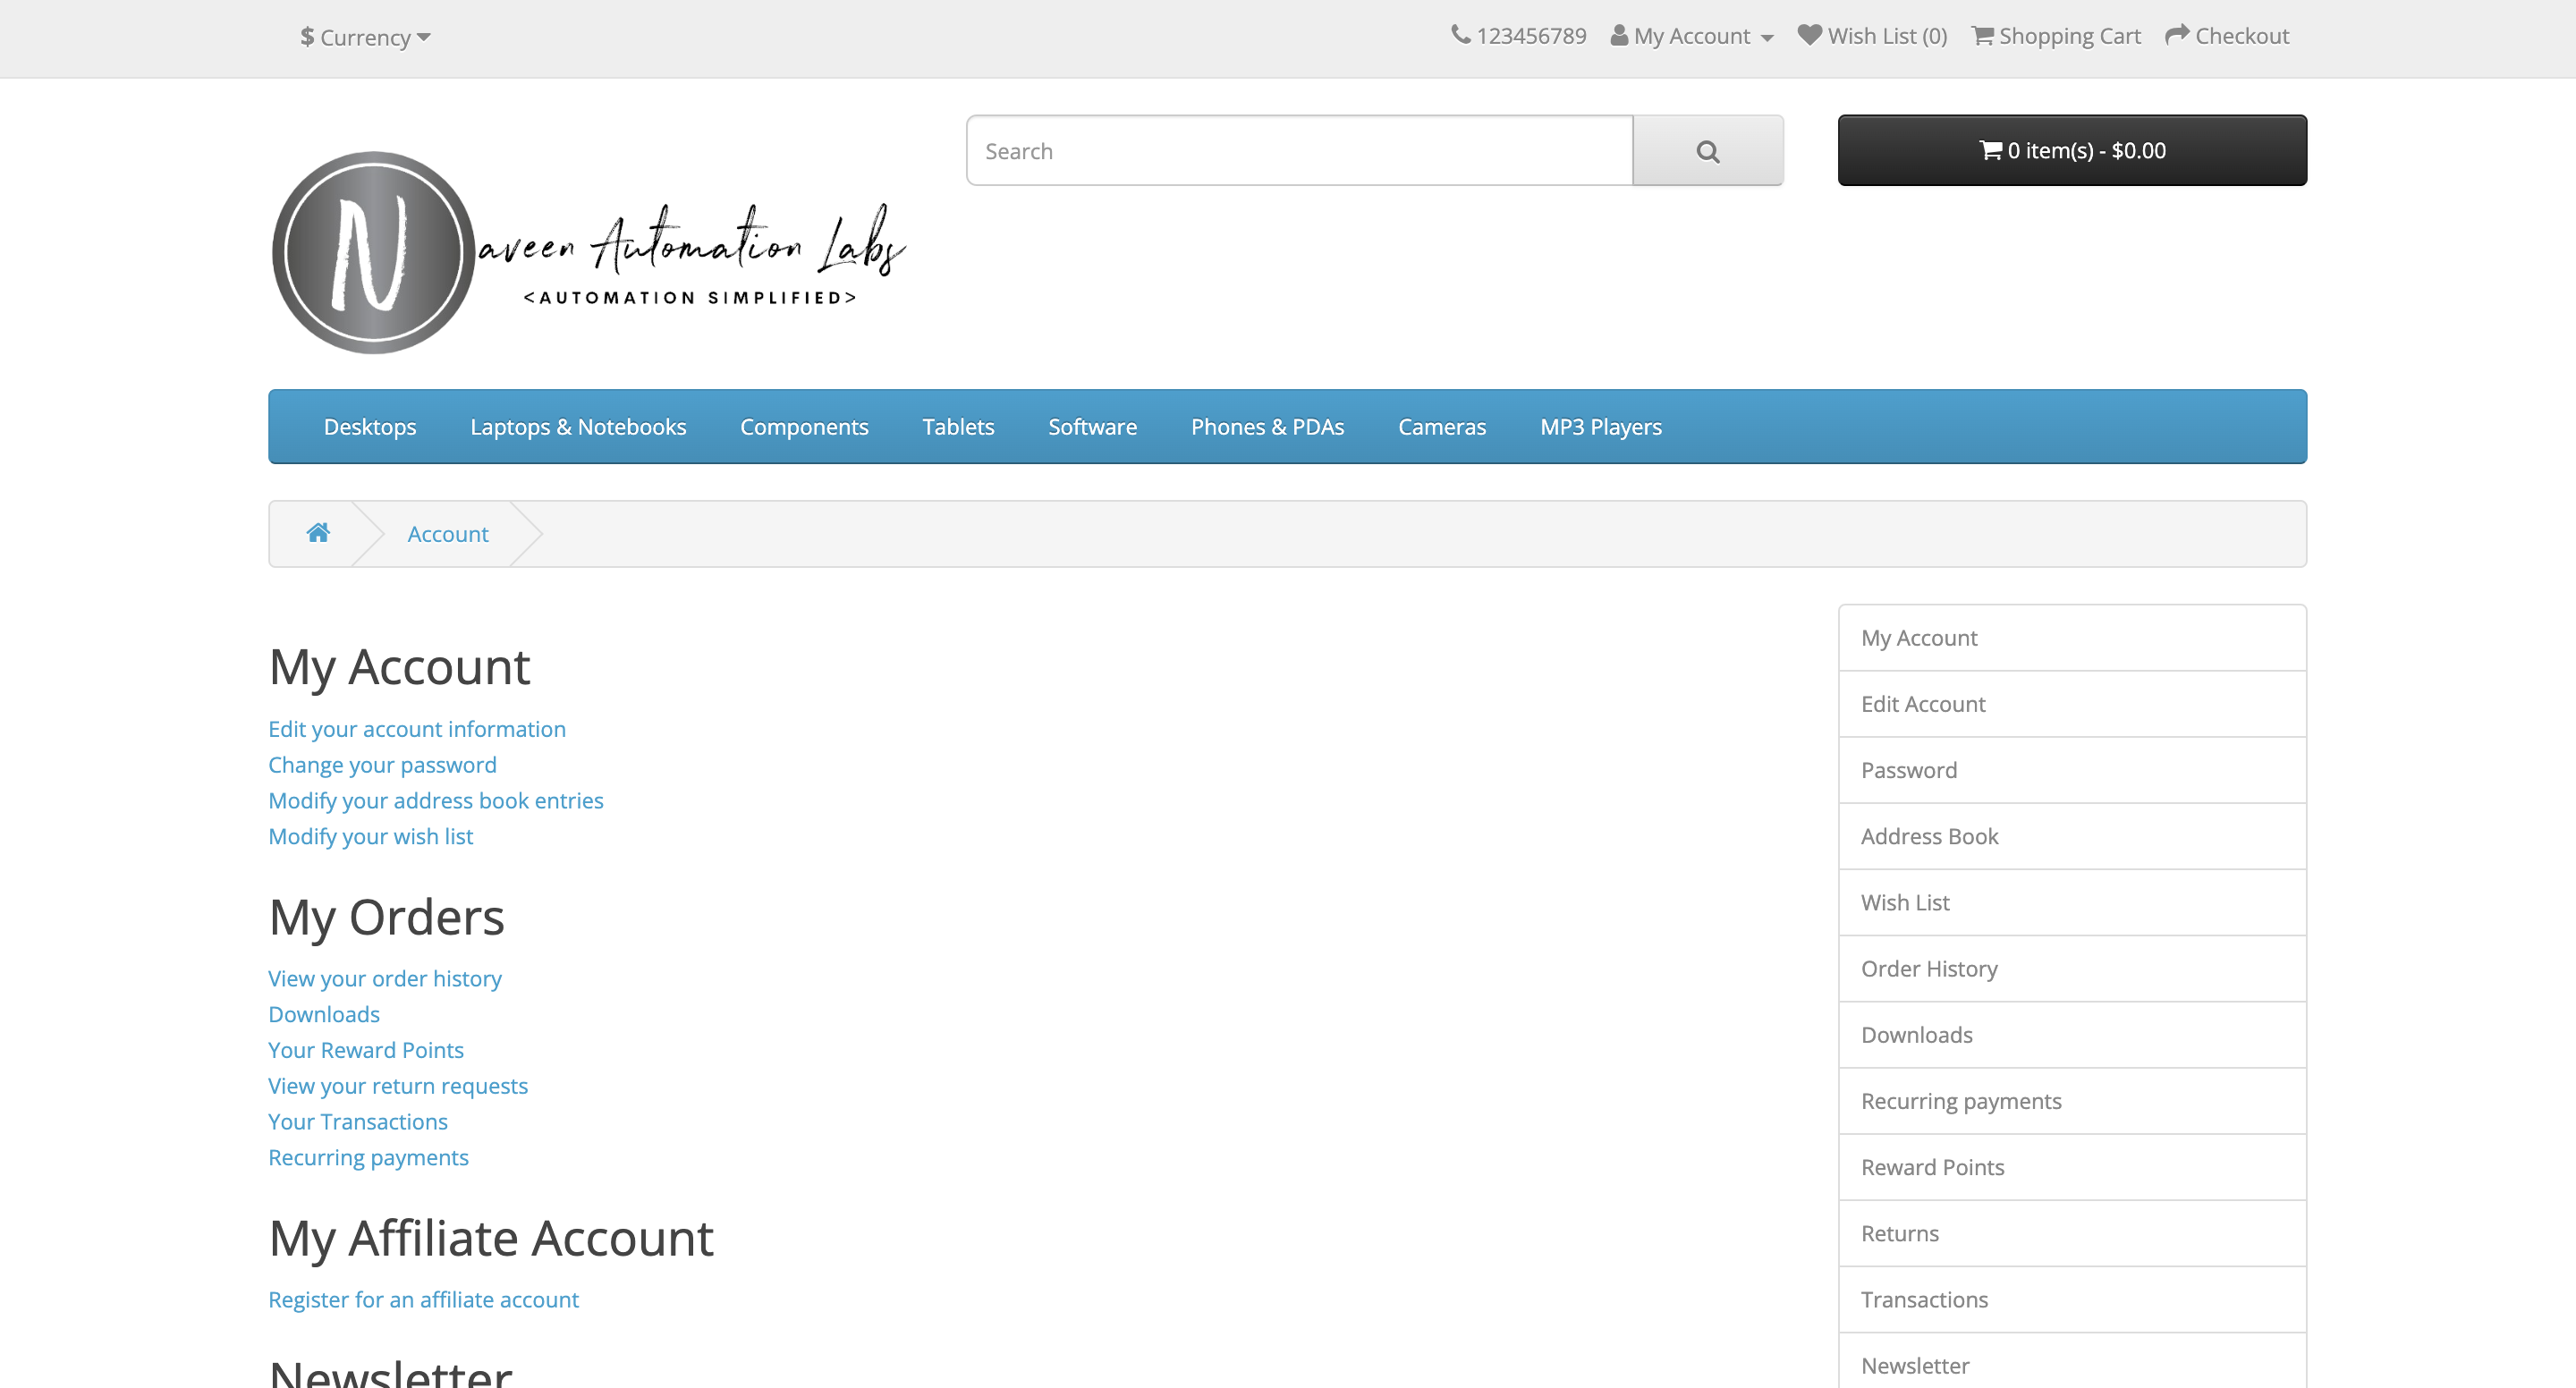 $ Currency
123456789 My Account Wish List (0) Shopping Cart Checkout
Search
0 item(s) - $0.00
Naveen Automation Labs
<AUTOMATION SIMPLIFIED>
Desktops Laptops & Notebooks Components Tablets Software Phones & PDAs Cameras MP3 Players
Account
My Account
Edit your account information
Change your password
Modify your address book entries
Modify your wish list
My Orders
View your order history
Downloads
Your Reward Points
View your return requests
Your Transactions
Recurring payments
My Affiliate Account
Register for an affiliate account
Newsletter
My Account
Edit Account
Password
Address Book
Wish List
Order History
Downloads
Recurring payments
Reward Points
Returns
Transactions
Newsletter